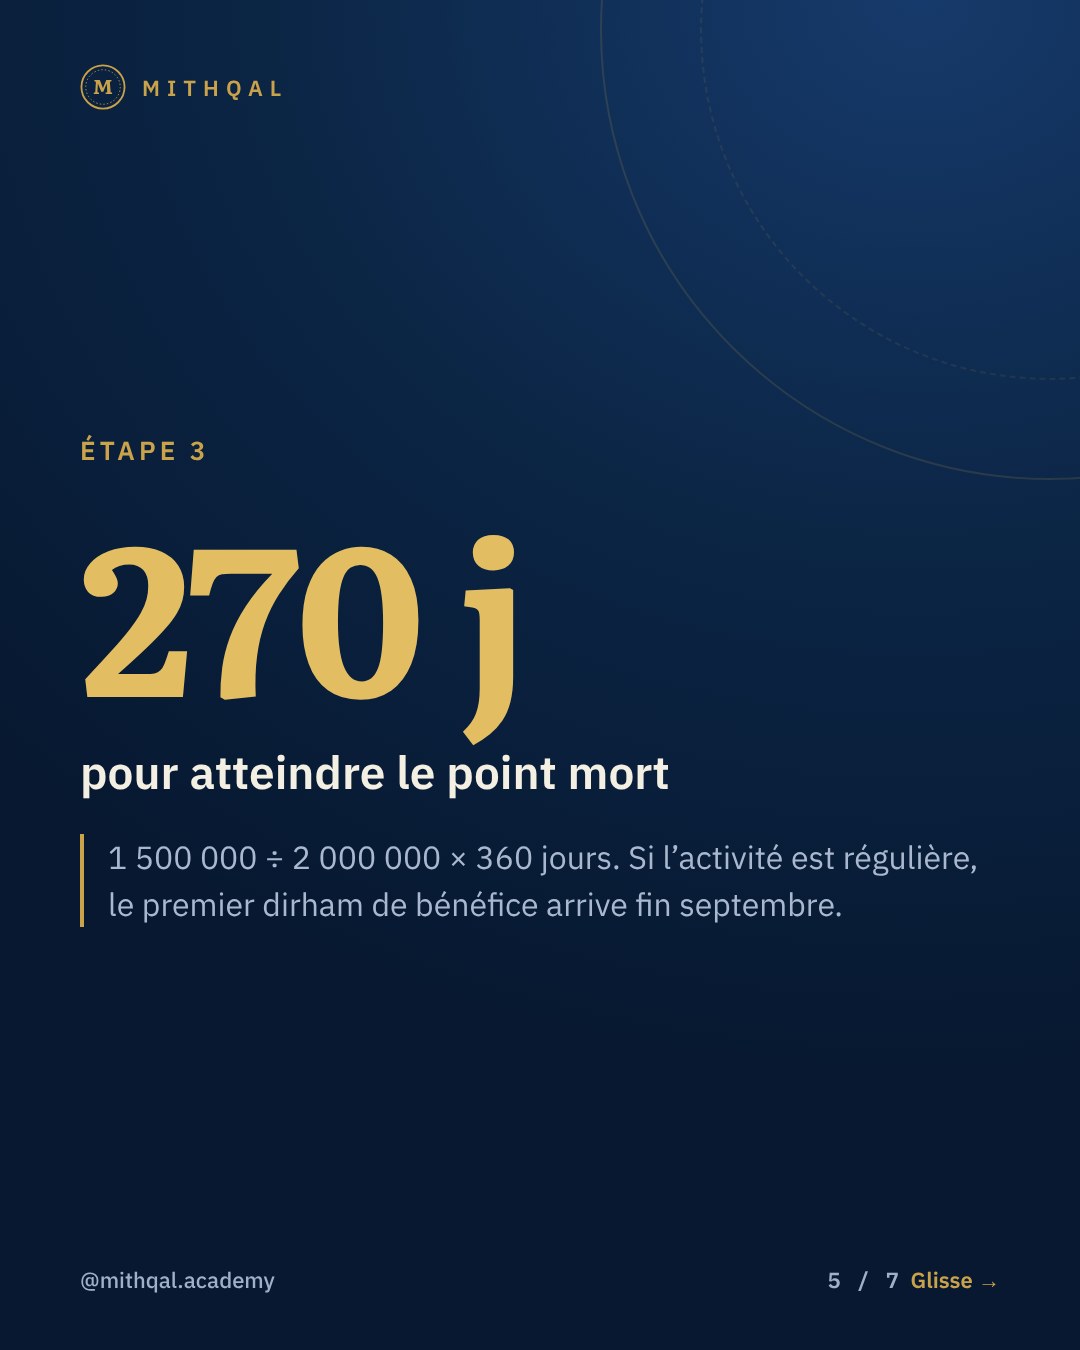 M MITHQAL
ÉTAPE 3
270 j
pour atteindre le point mort
1 500 000 ÷ 2 000 000 × 360 jours. Si l’activité est régulière,
le premier dirham de bénéfice arrive fin septembre.
@mithqal.academy
5 / 7 Glisse →